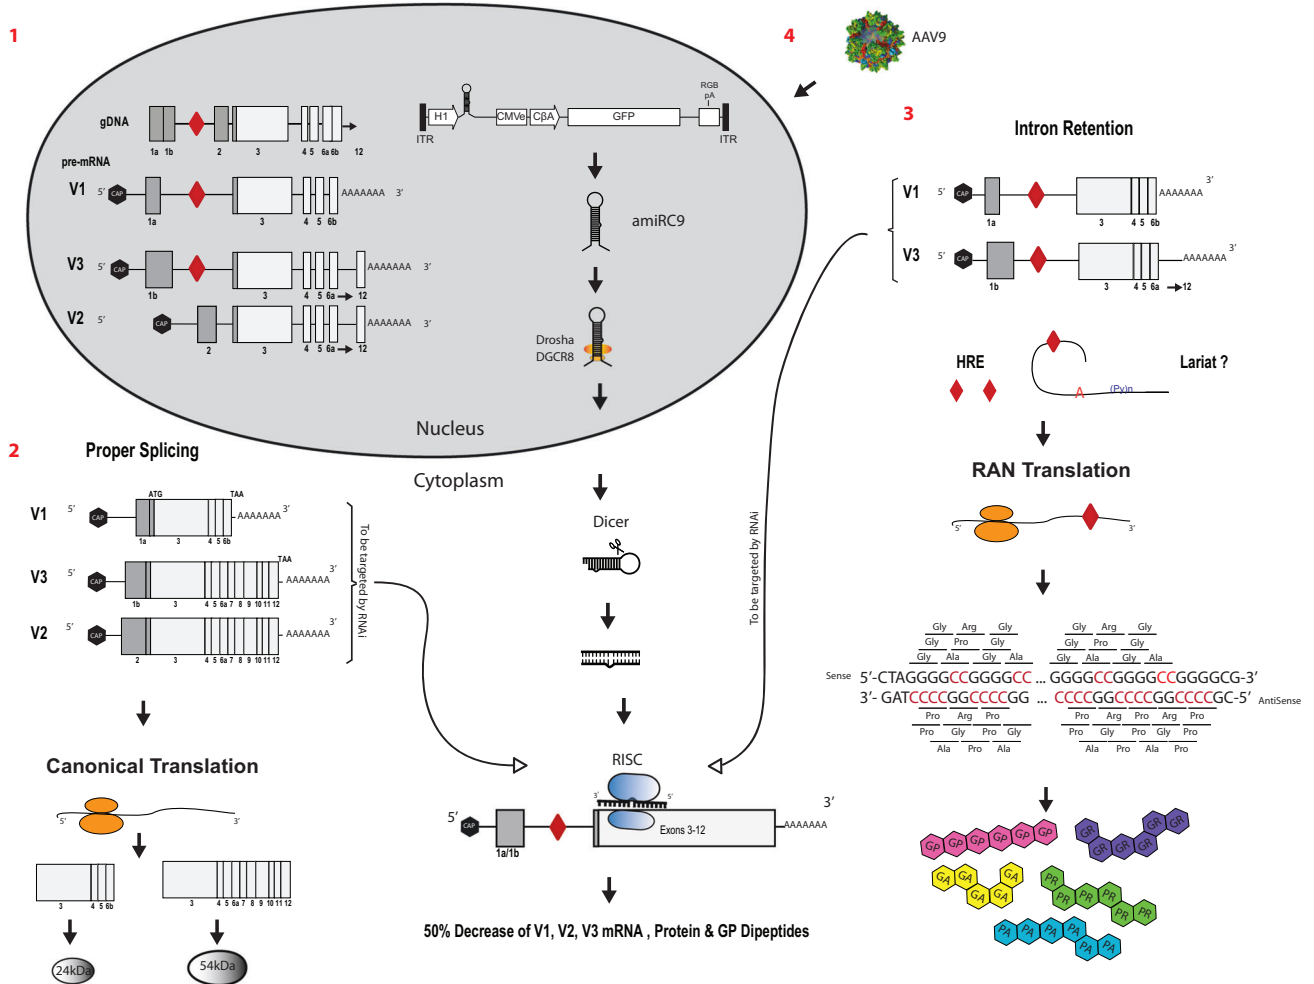 1
gDNA
1a 1b 2 3 4 5 6a 6b 12
pre-mRNA
V1 5′ CAP AAAAAAA 3′
1a 3 4 5 6b
V3 5′ CAP AAAAAAA 3′
1b 3 4 5 6a 12
V2 5′ CAP AAAAAAA 3′
2 3 4 5 6a 12
4
AAV9
RGB
pA
H1 CMVe CβA GFP
ITR ITR
amiRC9
Drosha
DGCR8
Nucleus
Cytoplasm
Dicer
RISC
3′ 5′
5′ CAP 3′
Exons 3-12 AAAAAAA
1a/1b
50% Decrease of V1, V2, V3 mRNA , Protein & GP Dipeptides
2
Proper Splicing
ATG TAA
V1 5′ CAP AAAAAAA 3′
1a 3 4 5 6b
TAA
V3 5′ CAP AAAAAAA 3′
1b 3 4 5 6a 7 8 9 10 11 12
V2 5′ CAP AAAAAAA 3′
2 3 4 5 6a 7 8 9 10 11 12
To be targeted by RNAi
Canonical Translation
5′ 3′
3 4 5 6b
3 4 5 6a 7 8 9 10 11 12
24kDa
54kDa
3
Intron Retention
V1 5′ CAP AAAAAAA 3′
1a 3 4 5 6b
V3 5′ CAP AAAAAAA 3′
1b 3 4 5 6a 12
To be targeted by RNAi
HRE
Lariat ?
A (Py)n
RAN Translation
5′ 3′
Gly Arg Gly Gly Arg Gly
Gly Pro Gly Gly Pro Gly
Gly Ala Gly Ala Gly Ala Gly Ala
Sense 5′-CTAGGGGCCGGGGCC ... GGGGCCGGGGCCGGGGCG-3′
3′- GATCCCCGGCCCCGG ... CCCCGGCCCCGGCCCCGC-5′ AntiSense
Pro Arg Pro Pro Arg Pro Arg Pro
Pro Gly Pro Gly Pro Gly Pro Gly Pro
Ala Pro Ala Ala Pro Ala Pro
GP GP GP GP GP GP
GR GR GR GR GR
GA GA GA GA GA
PR PR PR PR PR PR
PA PA PA PA PA PA